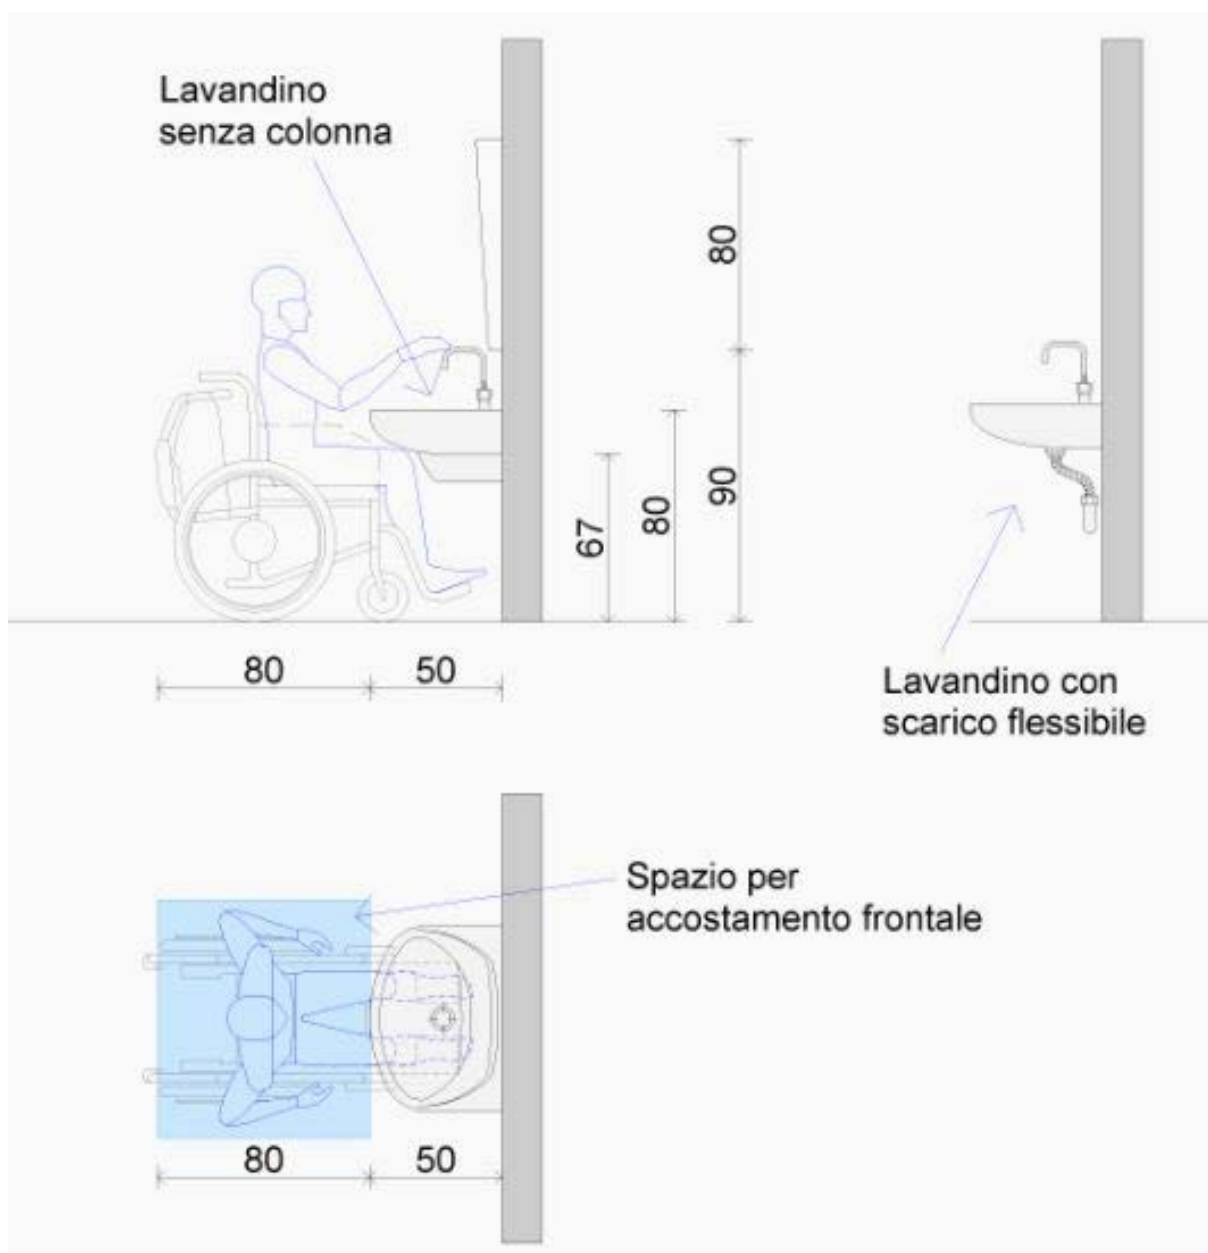 Lavandino
senza colonna
80
67
80
90
80
50
Lavandino con
scarico flessibile
Spazio per
accostamento frontale
80
50